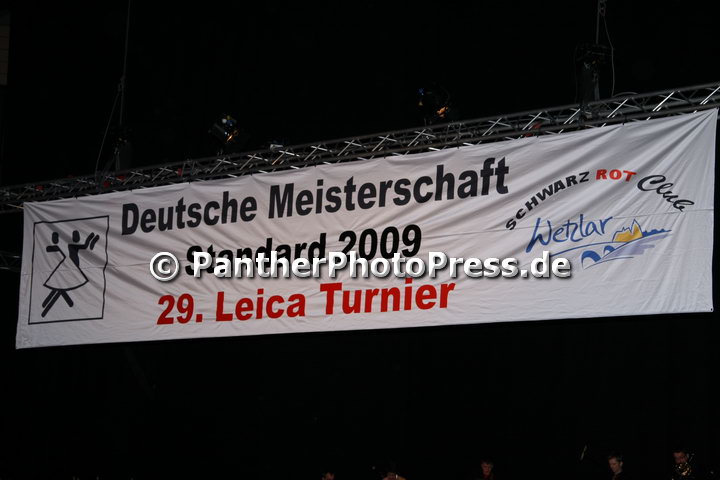 Deutsche Meisterschaft
Standard 2009
29. Leica Turnier
SCHWARZ ROT Club
Wetzlar
© PantherPhotoPress.de